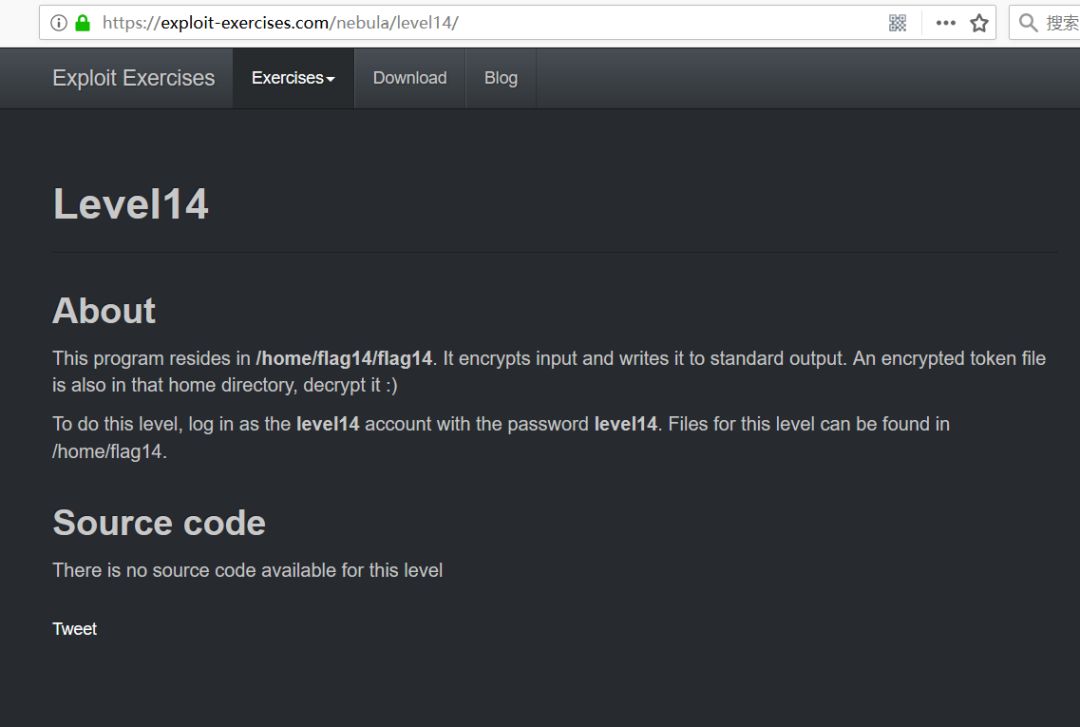 https://exploit-exercises.com/nebula/level14/
搜索
Exploit Exercises Exercises Download Blog
Level14
About
This program resides in /home/flag14/flag14. It encrypts input and writes it to standard output. An encrypted token file
is also in that home directory, decrypt it :)
To do this level, log in as the level14 account with the password level14. Files for this level can be found in
/home/flag14.
Source code
There is no source code available for this level
Tweet